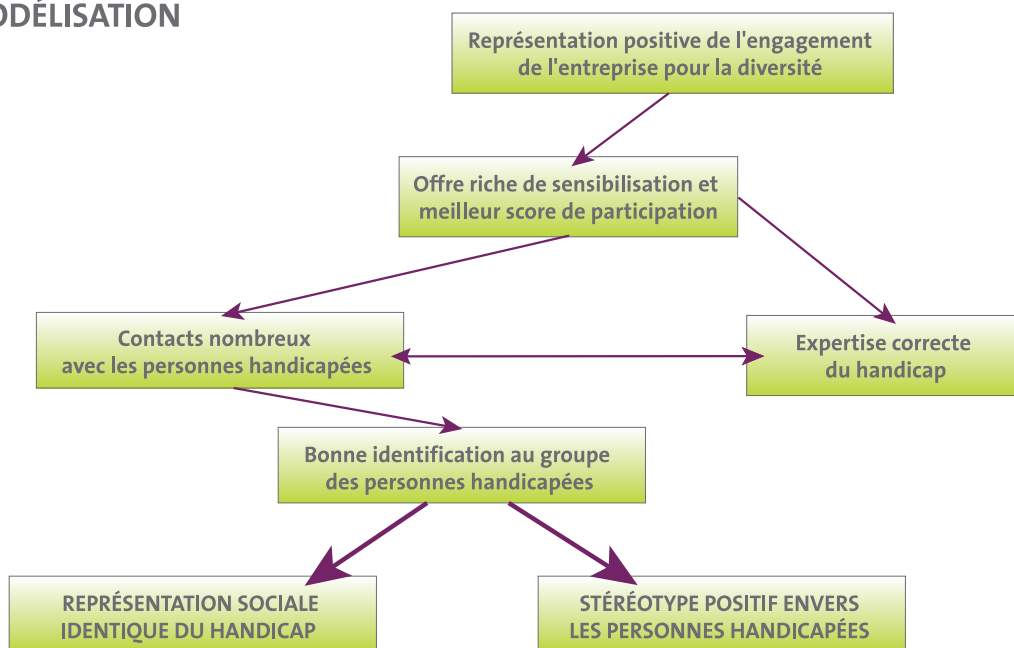 ODÉLISATION
Représentation positive de l'engagement
de l'entreprise pour la diversité
Offre riche de sensibilisation et
meilleur score de participation
Contacts nombreux
avec les personnes handicapées
Expertise correcte
du handicap
Bonne identification au groupe
des personnes handicapées
REPRÉSENTATION SOCIALE
IDENTIQUE DU HANDICAP
STÉRÉOTYPE POSITIF ENVERS
LES PERSONNES HANDICAPÉES